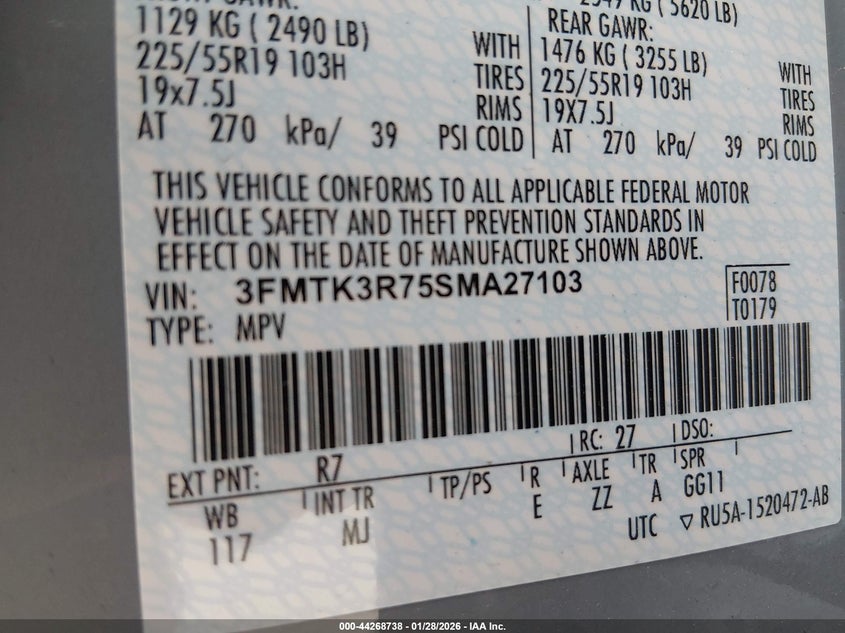 1129 KG ( 2490 LB) WITH
225/55R19 103H TIRES
19x7.5J RIMS
AT 270 kPa/ 39 PSI COLD
KG ( 5620 LB)
REAR GAWR:
1476 KG ( 3255 LB) WITH
225/55R19 103H TIRES
19X7.5J RIMS
AT 270 kPa/ 39 PSI COLD
THIS VEHICLE CONFORMS TO ALL APPLICABLE FEDERAL MOTOR
VEHICLE SAFETY AND THEFT PREVENTION STANDARDS IN
EFFECT ON THE DATE OF MANUFACTURE SHOWN ABOVE.
VIN: 3FMTK3R75SMA27103
F0078
TYPE: MPV
T0179
EXT PNT: R7 RC: 27 DSO:
WB INT TR TP/PS R AXLE TR SPR
117 MJ E ZZ A GG11
UTC ▽ RU5A-1520472-AB
000-44268738 - 01/28/2026 - IAA Inc.